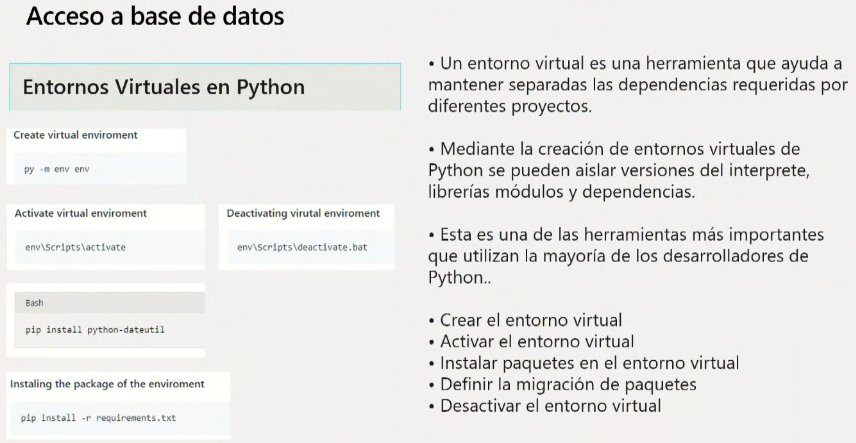 Acceso a base de datos
Entornos Virtuales en Python
Create virtual enviroment
py -m env env
Activate virtual enviroment
env\Scripts\activate
Deactivating virutal enviroment
env\Scripts\deactivate.bat
Bash
pip install python-dateutil
Instaling the package of the enviroment
pip install -r requirements.txt
• Un entorno virtual es una herramienta que ayuda a
mantener separadas las dependencias requeridas por
diferentes proyectos.
• Mediante la creación de entornos virtuales de
Python se pueden aislar versiones del interprete,
librerías módulos y dependencias.
• Esta es una de las herramientas más importantes
que utilizan la mayoría de los desarrolladores de
Python..
• Crear el entorno virtual
• Activar el entorno virtual
• Instalar paquetes en el entorno virtual
• Definir la migración de paquetes
• Desactivar el entorno virtual